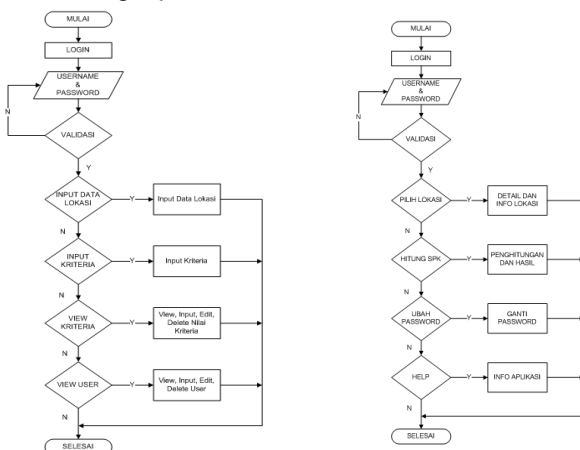 MULAI
LOGIN
USERNAME
&
PASSWORD
N
VALIDASI
Y
INPUT DATA
LOKASI
Y
Input Data Lokasi
N
INPUT
KRITERIA
Y
Input Kriteria
N
VIEW
KRITERIA
Y
View, Input, Edit,
Delete Nilai
Kriteria
N
VIEW USER
Y
View, Input, Edit,
Delete User
N
SELESAI
MULAI
LOGIN
USERNAME
&
PASSWORD
N
VALIDASI
Y
PILIH LOKASI
Y
DETAIL DAN
INFO LOKASI
N
HITUNG SPK
Y
PENGHITUNGAN
DAN HASIL
N
UBAH
PASSWORD
Y
GANTI
PASSWORD
N
HELP
Y
INFO APLIKASI
N
SELESAI